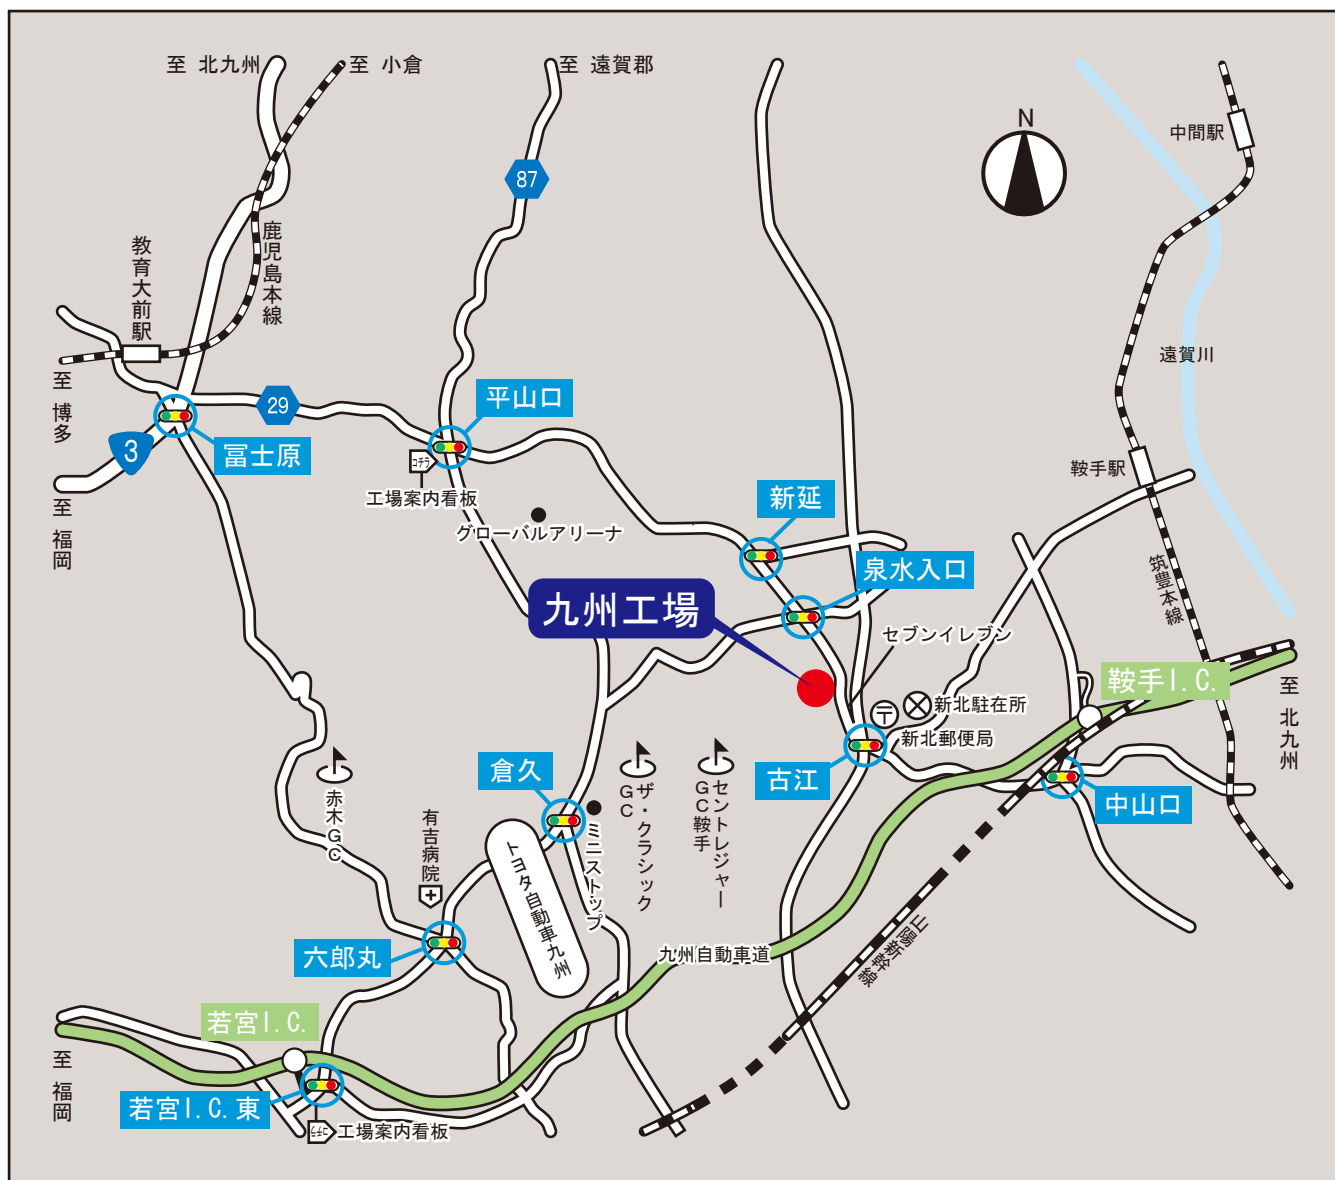 至 北九州
至 小倉
至 遠賀郡
N
中間駅
87
教育大前駅
鹿児島本線
遠賀川
至 博多
29
平山口
3
冨士原
コチラ
鞍手駅
工場案内看板
至 福岡
新延
グローバルアリーナ
泉水入口
筑豊本線
九州工場
セブンイレブン
鞍手I.C.
新北駐在所
至 北九州
〒
新北郵便局
倉久
古江
赤木GC
ザ・クラシック
GC
セントレジャー
GC鞍手
中山口
有吉病院
ミニストップ
トヨタ自動車九州
六郎丸
九州自動車道
山陽新幹線
若宮I.C.
至 福岡
若宮I.C.東
コチラ
工場案内看板